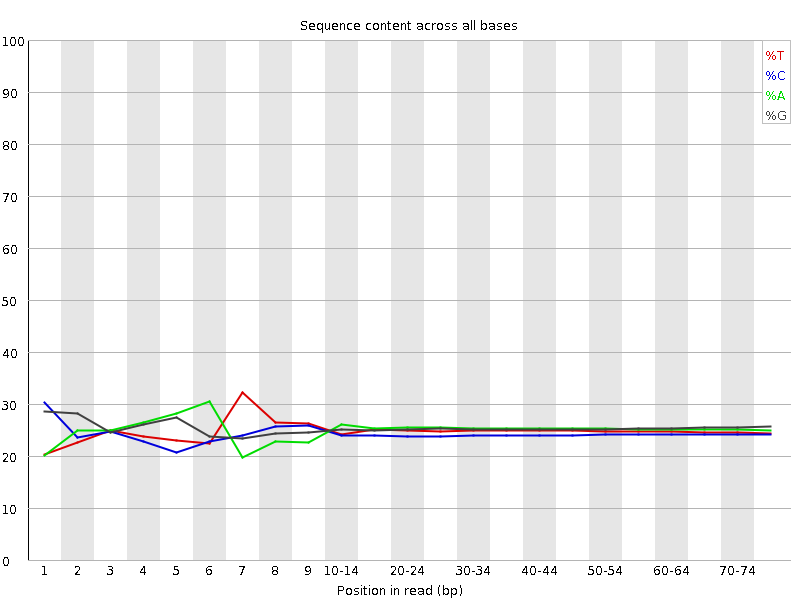 Sequence content across all bases
100
90
80
70
60
50
40
30
20
10
0
%T
%C
%A
%G
1 2 3 4 5 6 7 8 9 10-14 20-24 30-34 40-44 50-54 60-64 70-74
Position in read (bp)